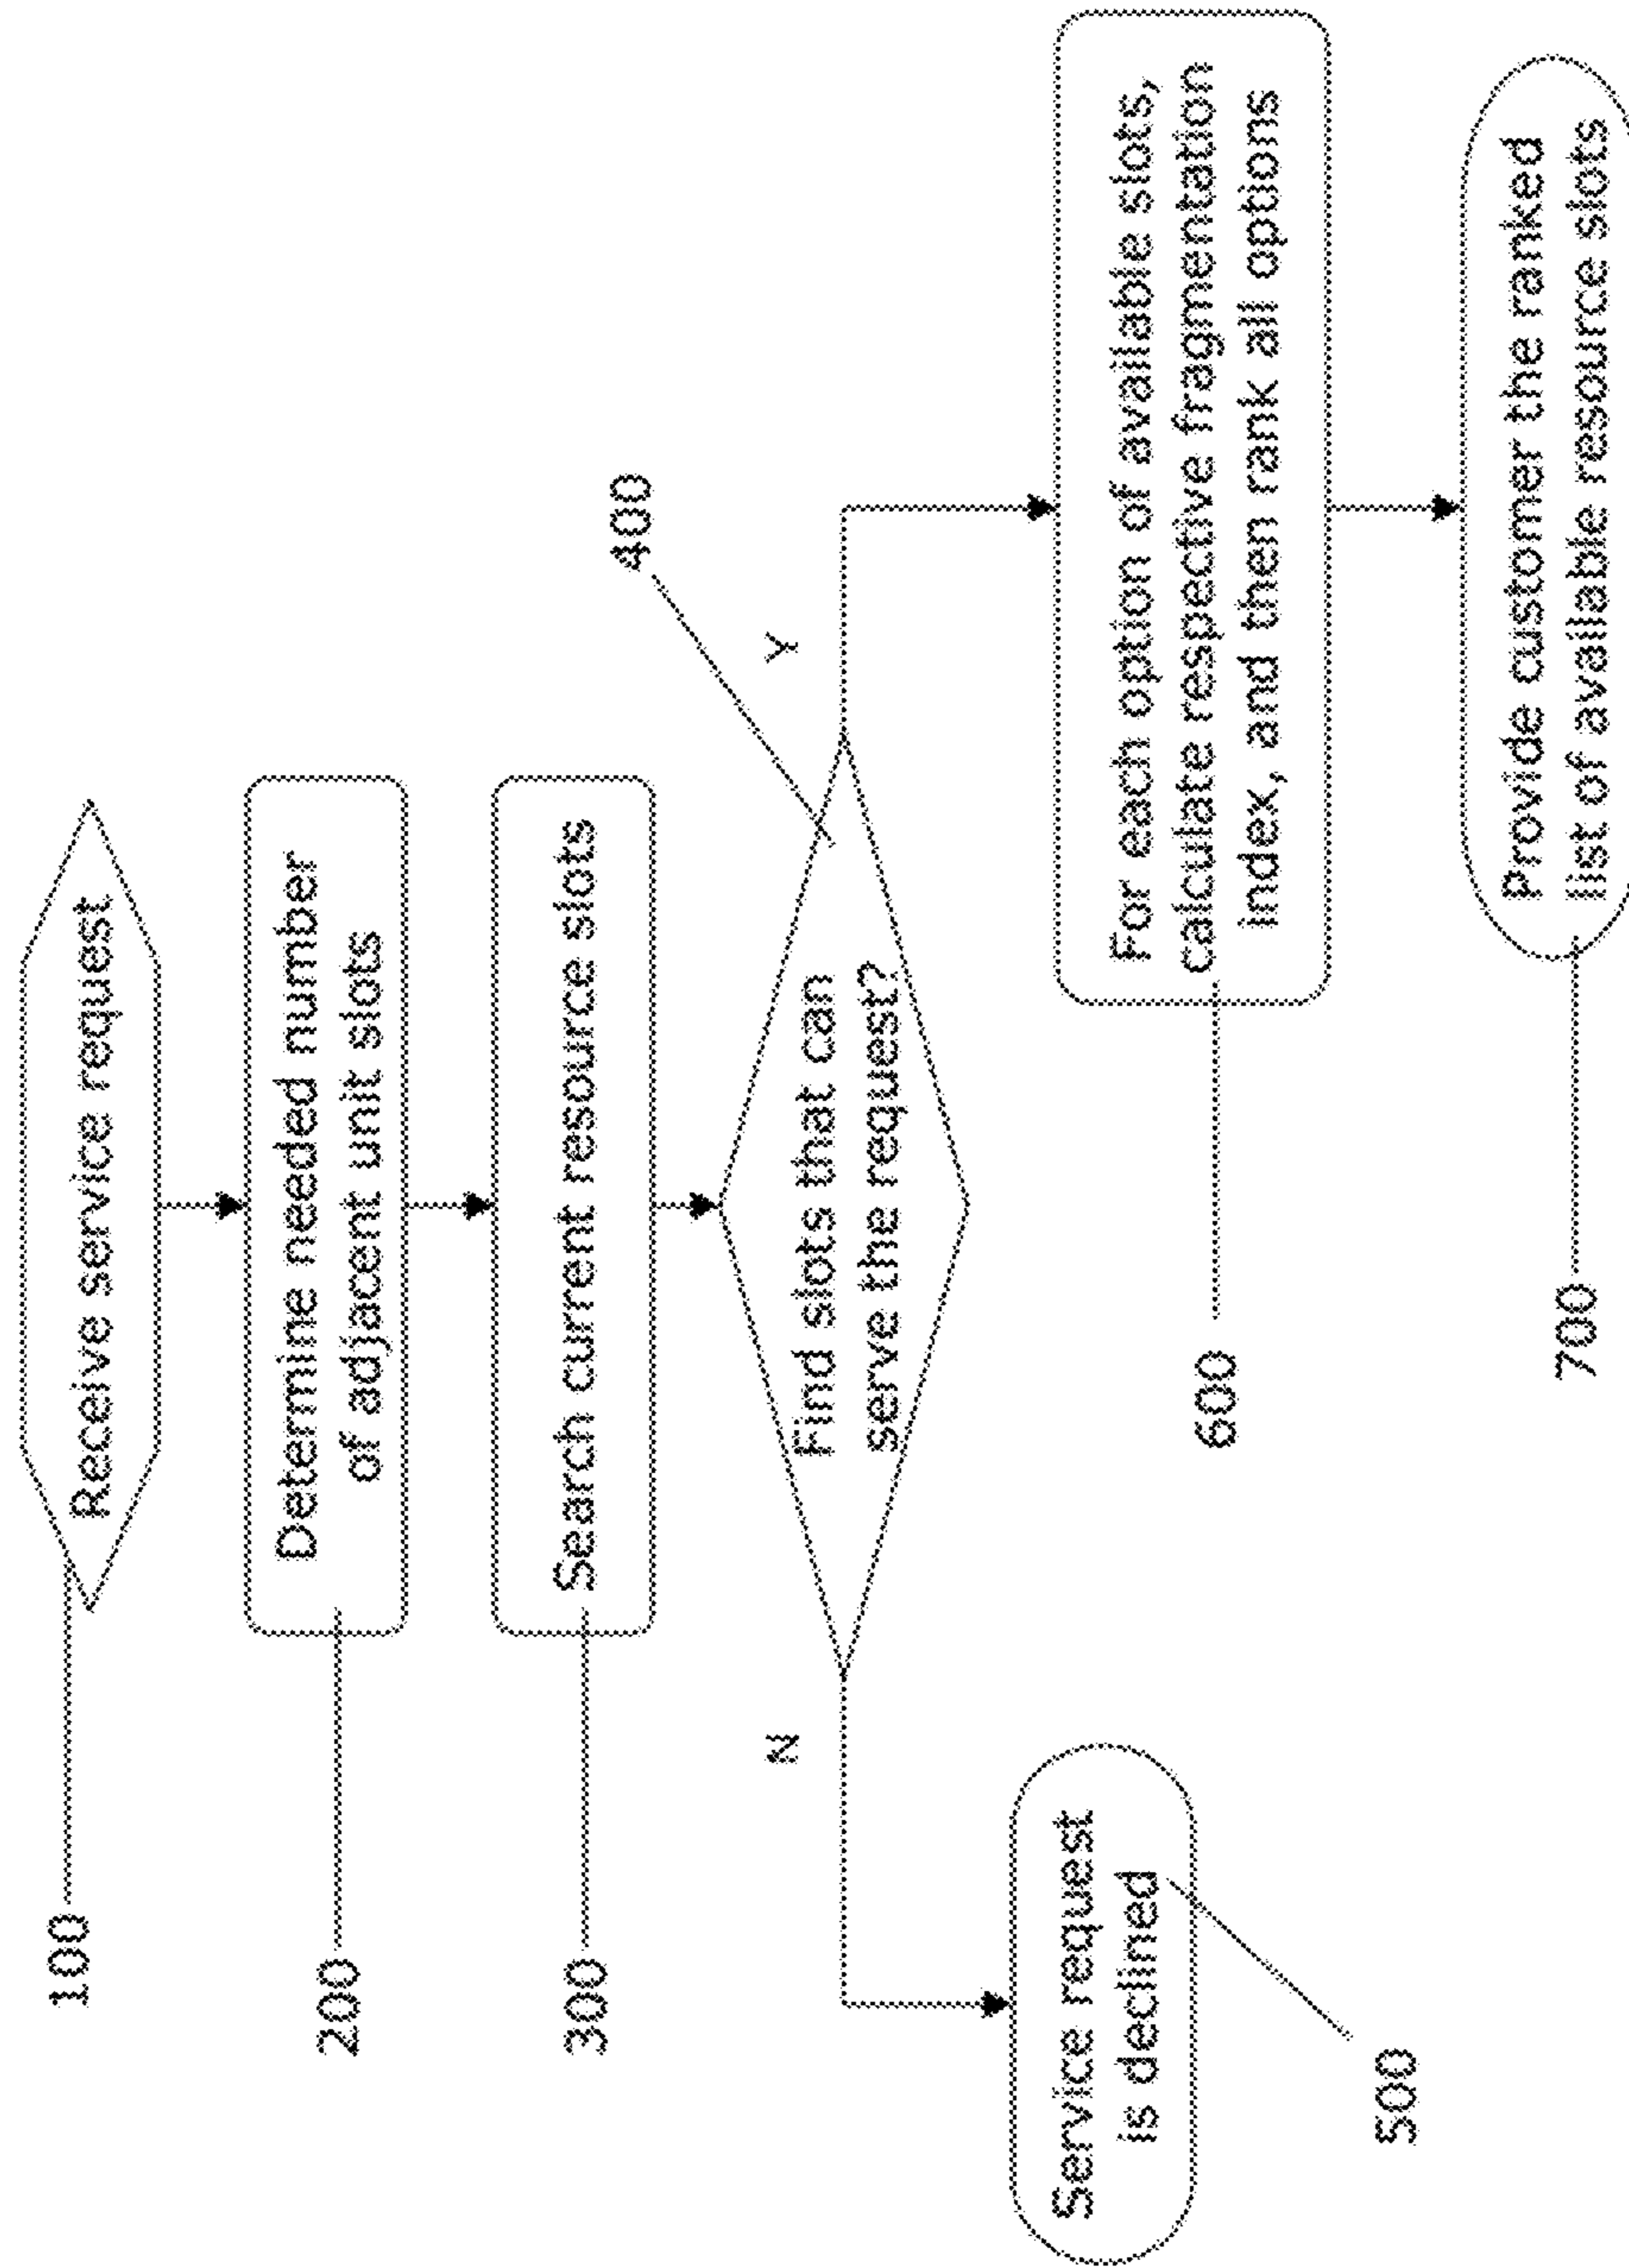 100
Receive service request
200
Determine needed number
of adjacent unit slots
300
Search current resource slots
400
Find slots that can
serve the request?
N
Y
Service request
is declined
500
600
For each option of available slots,
calculate respective fragmentation
index, and then rank all options
700
Provide customer the ranked
list of available resource slots